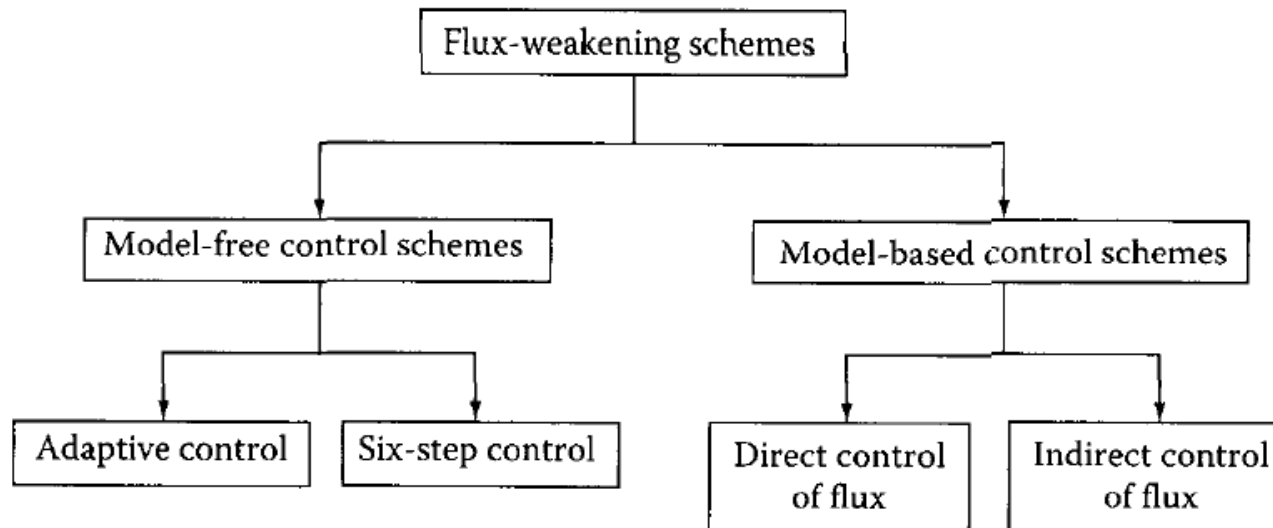 Flux-weakening schemes
Model-free control schemes
Model-based control schemes
Adaptive control
Six-step control
Direct control
of flux
Indirect control
of flux